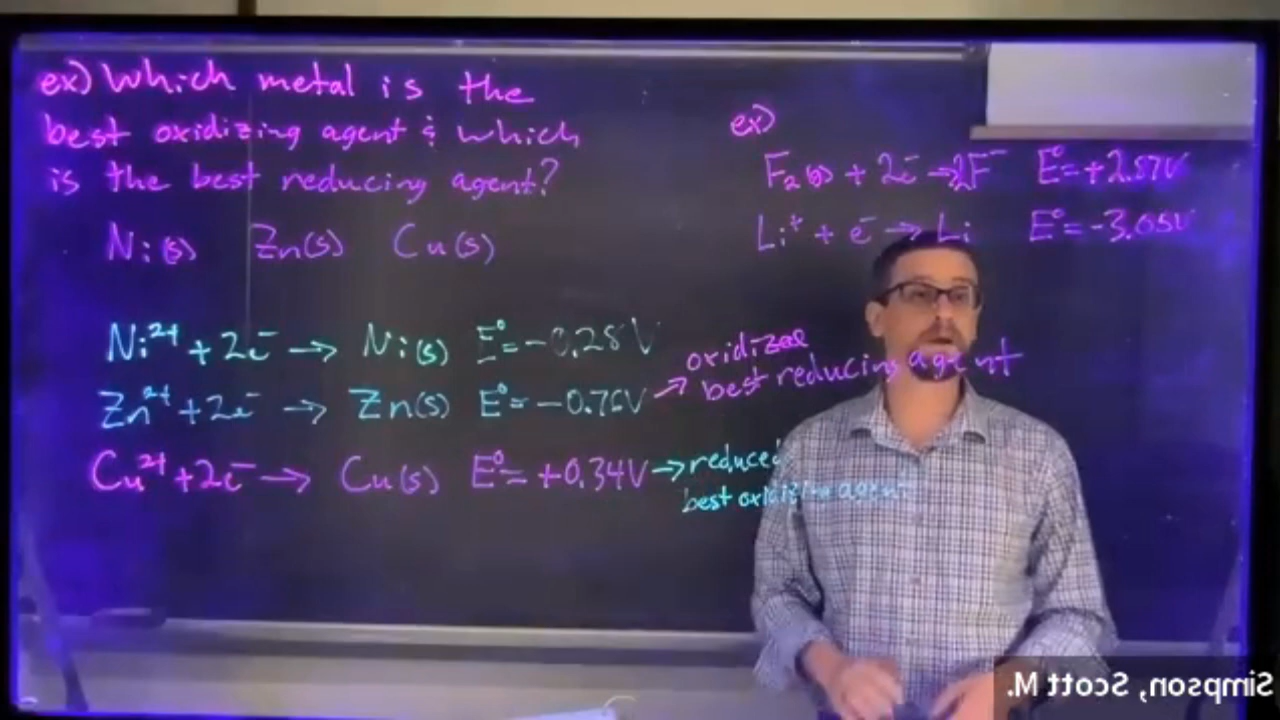 ex) Which metal is the
best oxidizing agent & which
is the best reducing agent?
Ni(s) Zn(s) Cu(s)
Ni²⁺ + 2e⁻ → Ni(s) E°= -0.28 V
Zn²⁺ + 2e⁻ → Zn(s) E°= -0.76V → oxidized
best reducing agent
Cu²⁺ + 2e⁻ → Cu(s) E°= +0.34V → reduced
best oxidizing agent
ex)
F₂(g) + 2e⁻ → 2F⁻ E°= +2.87V
Li⁺ + e⁻ → Li E°= -3.05V
Simpson, Scott M.